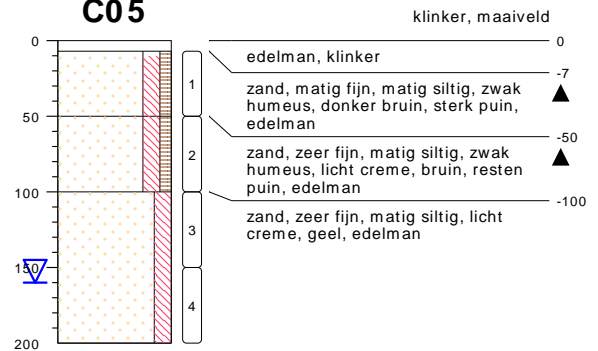 C05
klinker, maaiveld
0
0
edelman, klinker
-7
1
zand, matig fijn, matig siltig, zwak
humeus, donker bruin, sterk puin,
edelman
50
-50
2
zand, zeer fijn, matig siltig, zwak
humeus, licht creme, bruin, resten
puin, edelman
100
-100
3
zand, zeer fijn, matig siltig, licht
creme, geel, edelman
150
4
200